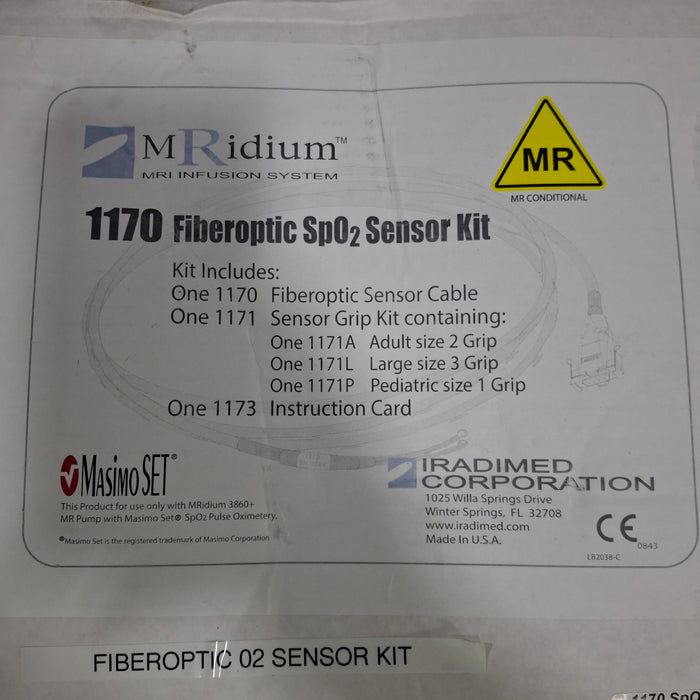 MRidium™
MRI INFUSION SYSTEM
MR
MR CONDITIONAL
1170 Fiberoptic SpO2 Sensor Kit
Kit Includes:
One 1170 Fiberoptic Sensor Cable
One 1171 Sensor Grip Kit containing:
One 1171A Adult size 2 Grip
One 1171L Large size 3 Grip
One 1171P Pediatric size 1 Grip
One 1173 Instruction Card
MASIMO SET®
This Product for use only with MRidium 3860+
MR Pump with Masimo Set® SpO2 Pulse Oximetery.
®Masimo Set is the registered trademark of Masimo Corporation
IRADIMED
CORPORATION
1025 Willa Springs Drive
Winter Springs, FL 32708
www.iradimed.com
Made In U.S.A.
CE 0843
LB2038-C
FIBEROPTIC 02 SENSOR KIT
1170 SpO